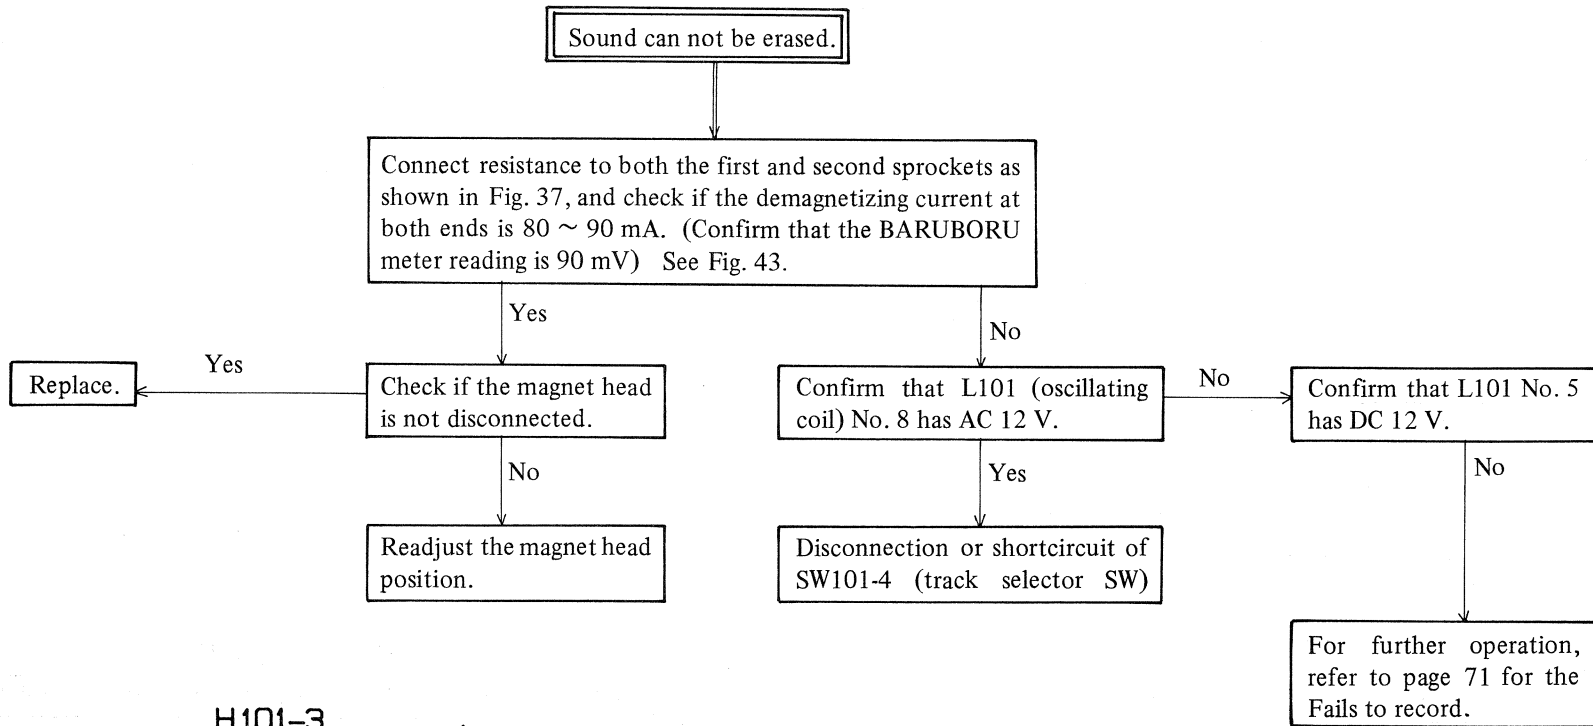 Sound can not be erased.
Connect resistance to both the first and second sprockets as
shown in Fig. 37, and check if the demagnetizing current at
both ends is 80 ~ 90 mA. (Confirm that the BARUBORU
meter reading is 90 mV) See Fig. 43.
Yes
No
Replace.
Yes
Check if the magnet head
is not disconnected.
Confirm that L101 (oscillating
coil) No. 8 has AC 12 V.
No
Confirm that L101 No. 5
has DC 12 V.
No
Yes
No
Readjust the magnet head
position.
Disconnection or shortcircuit of
SW101-4 (track selector SW)
For further operation,
refer to page 71 for the
Fails to record.
H101-3